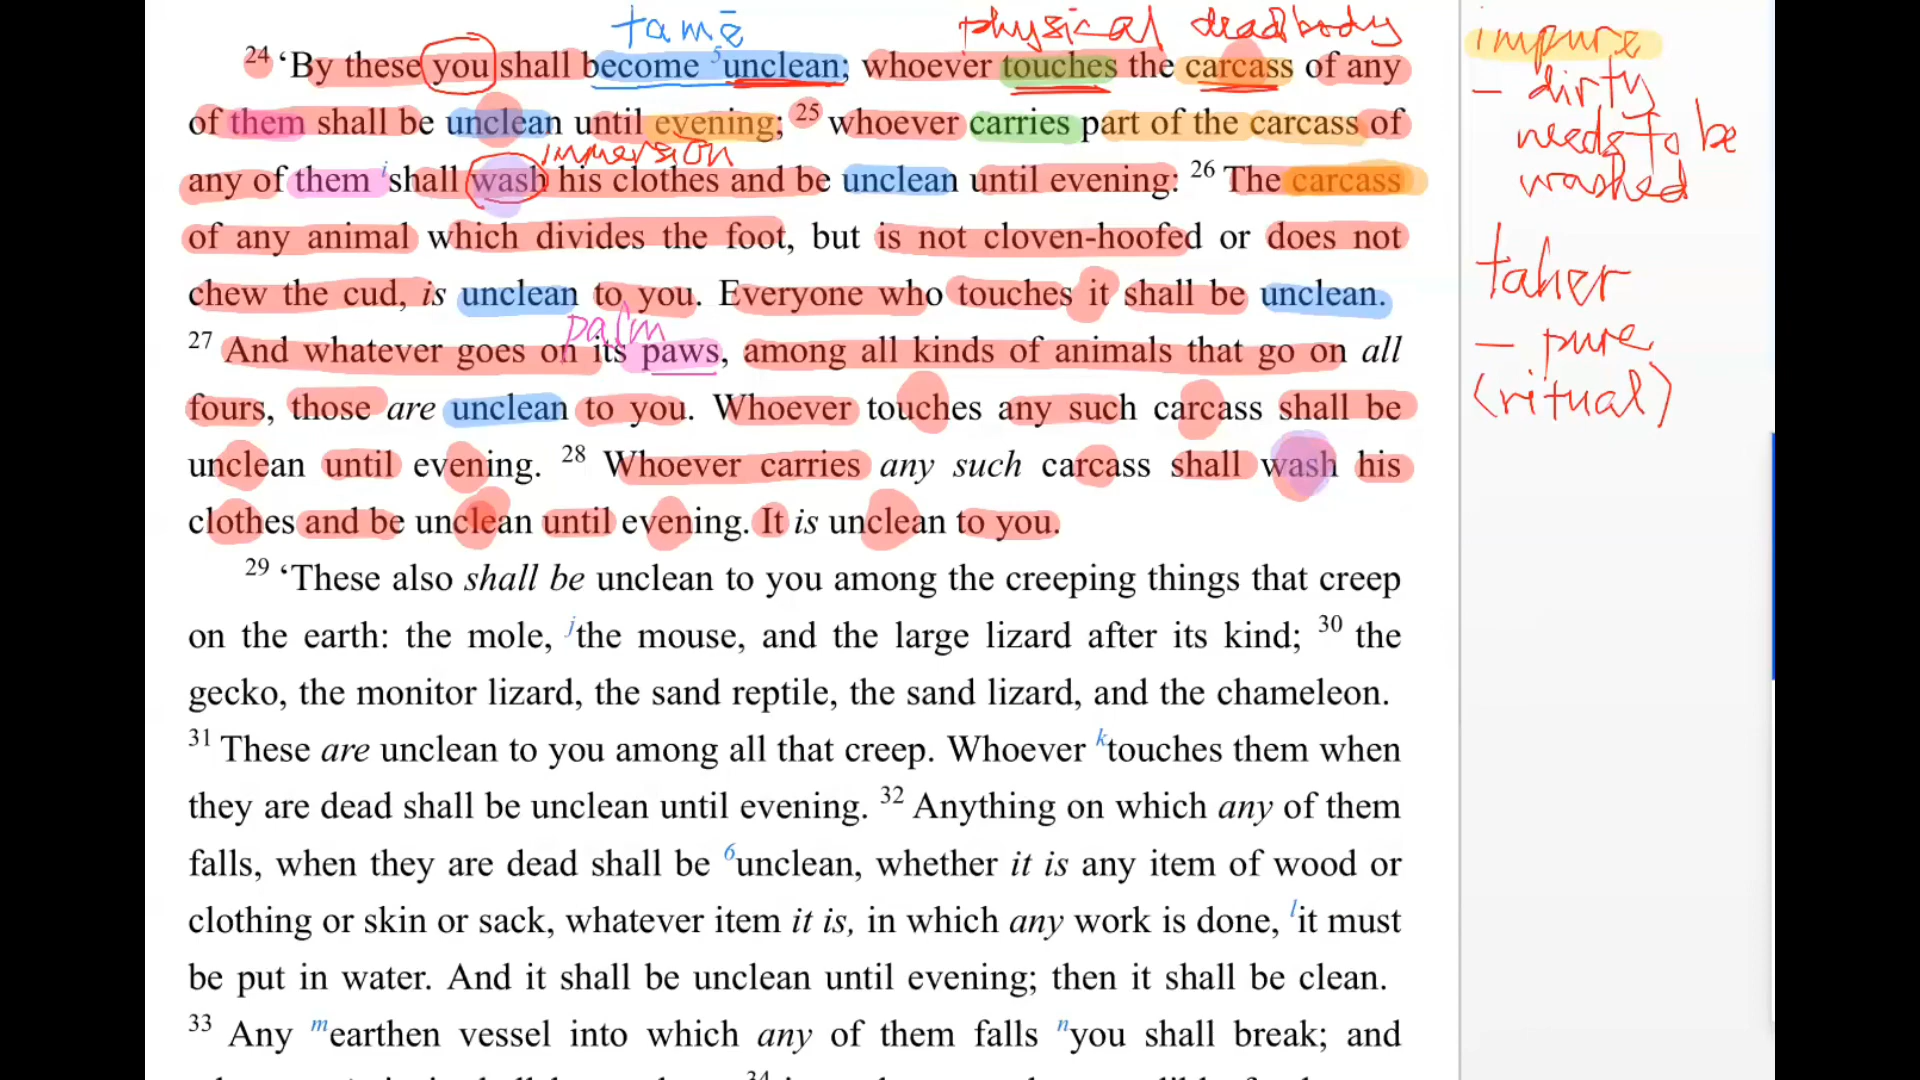 tamē physical deadbody
24 ‘By these you shall become 5unclean; whoever touches the carcass of any
of them shall be unclean until evening; 25 whoever carries part of the carcass of
immersion
any of them ishall wash his clothes and be unclean until evening: 26 The carcass
of any animal which divides the foot, but is not cloven-hoofed or does not
chew the cud, is unclean to you. Everyone who touches it shall be unclean.
palm
27 And whatever goes on its paws, among all kinds of animals that go on all
fours, those are unclean to you. Whoever touches any such carcass shall be
unclean until evening. 28 Whoever carries any such carcass shall wash his
clothes and be unclean until evening. It is unclean to you.
29 ‘These also shall be unclean to you among the creeping things that creep
on the earth: the mole, jthe mouse, and the large lizard after its kind; 30 the
gecko, the monitor lizard, the sand reptile, the sand lizard, and the chameleon.
31 These are unclean to you among all that creep. Whoever ktouches them when
they are dead shall be unclean until evening. 32 Anything on which any of them
falls, when they are dead shall be 6unclean, whether it is any item of wood or
clothing or skin or sack, whatever item it is, in which any work is done, lit must
be put in water. And it shall be unclean until evening; then it shall be clean.
33 Any mearthen vessel into which any of them falls nyou shall break; and
34
impure
– dirty
needs to be
washed
taher
– pure
(ritual)